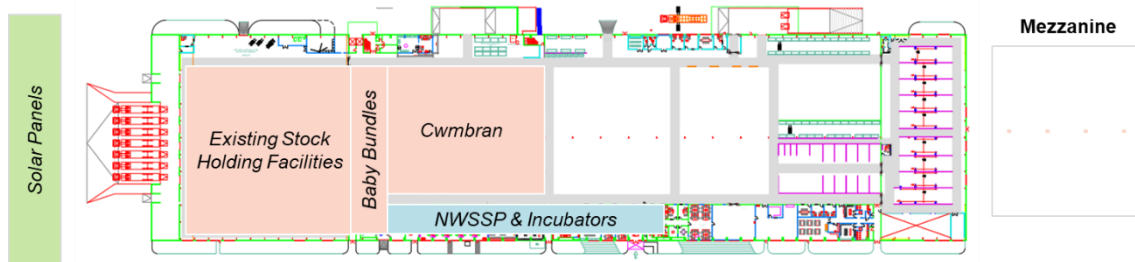 Solar Panels
Existing Stock
Holding Facilities
Baby Bundles
Cwmbran
NWSSP & Incubators
Mezzanine